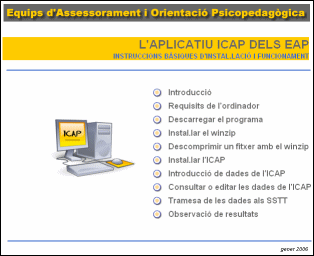 Equips d'Assessorament i Orientació Psicopedagògica
L'APLICATIU ICAP DELS EAP
INSTRUCCIONS BÀSIQUES D'INSTAL.LACIÓ I FUNCIONAMENT
ICAP
Introducció
Requisits de l'ordinador
Descarregar el programa
Instal.lar el winzip
Descomprimir un fitxer amb el winzip
Instal.lar l'ICAP
Introducció de dades de l'ICAP
Consultar o editar les dades de l'ICAP
Tramesa de les dades als SSTT
Observació de resultats
gener 2006